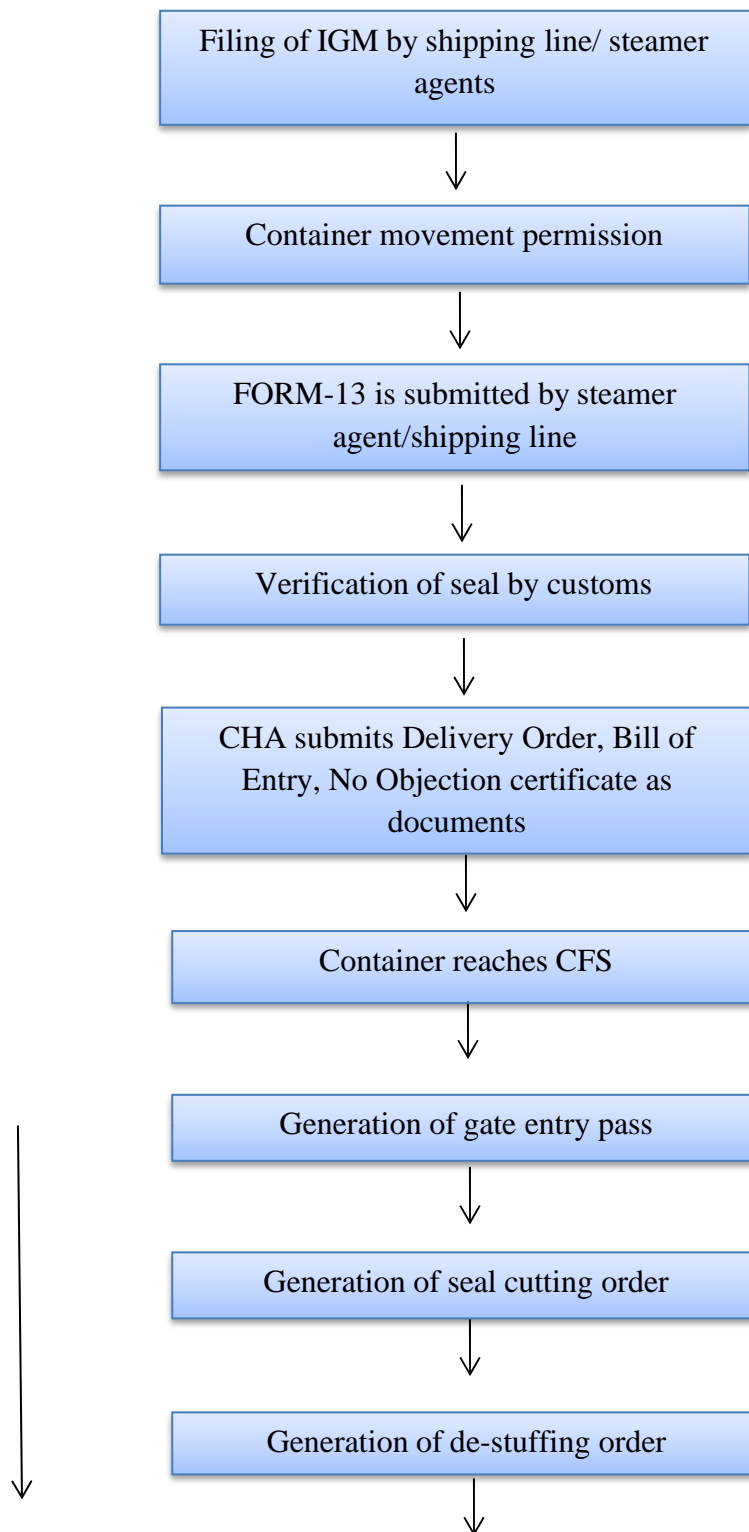 Filing of IGM by shipping line/ steamer
agents
Container movement permission
FORM-13 is submitted by steamer
agent/shipping line
Verification of seal by customs
CHA submits Delivery Order, Bill of
Entry, No Objection certificate as
documents
Container reaches CFS
Generation of gate entry pass
Generation of seal cutting order
Generation of de-stuffing order